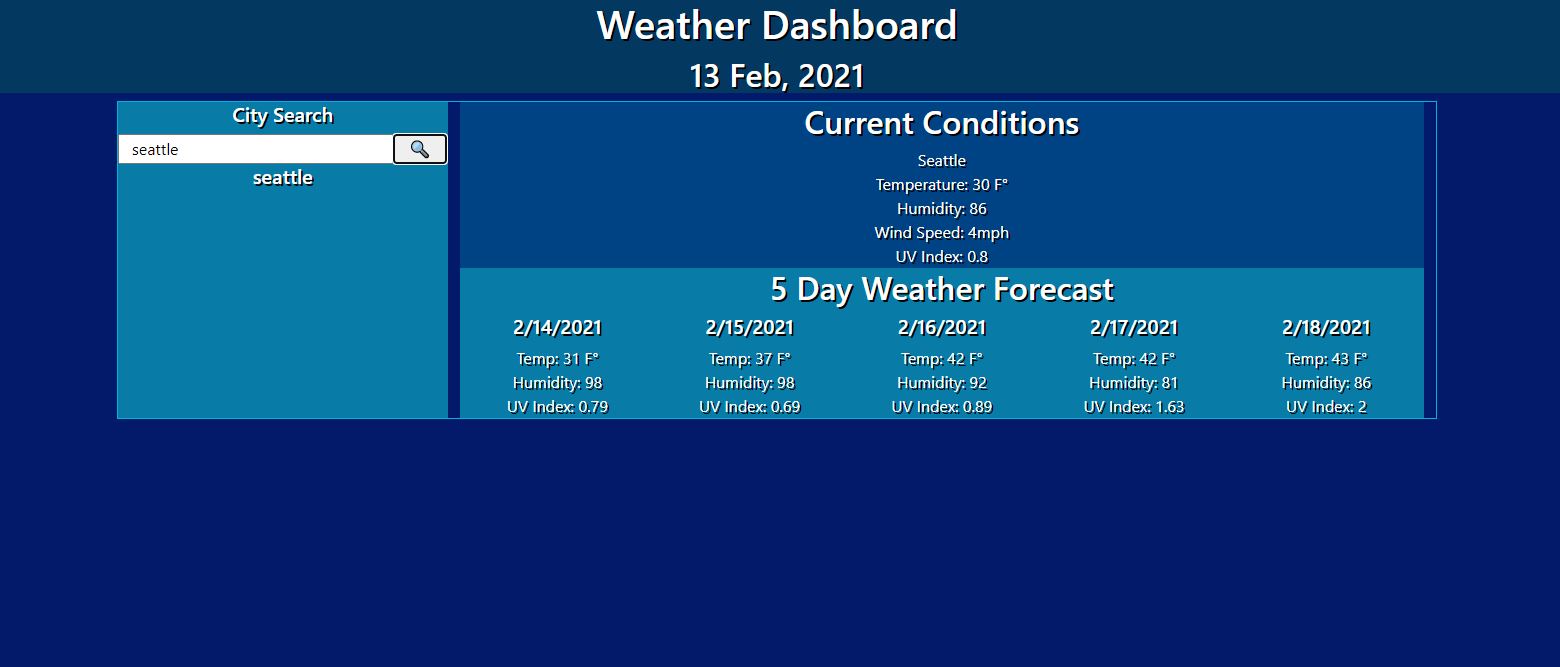 Weather Dashboard
13 Feb, 2021
City Search
seattle
seattle
Current Conditions
Seattle
Temperature: 30 F°
Humidity: 86
Wind Speed: 4mph
UV Index: 0.8
5 Day Weather Forecast
2/14/2021
Temp: 31 F°
Humidity: 98
UV Index: 0.79
2/15/2021
Temp: 37 F°
Humidity: 98
UV Index: 0.69
2/16/2021
Temp: 42 F°
Humidity: 92
UV Index: 0.89
2/17/2021
Temp: 42 F°
Humidity: 81
UV Index: 1.63
2/18/2021
Temp: 43 F°
Humidity: 86
UV Index: 2